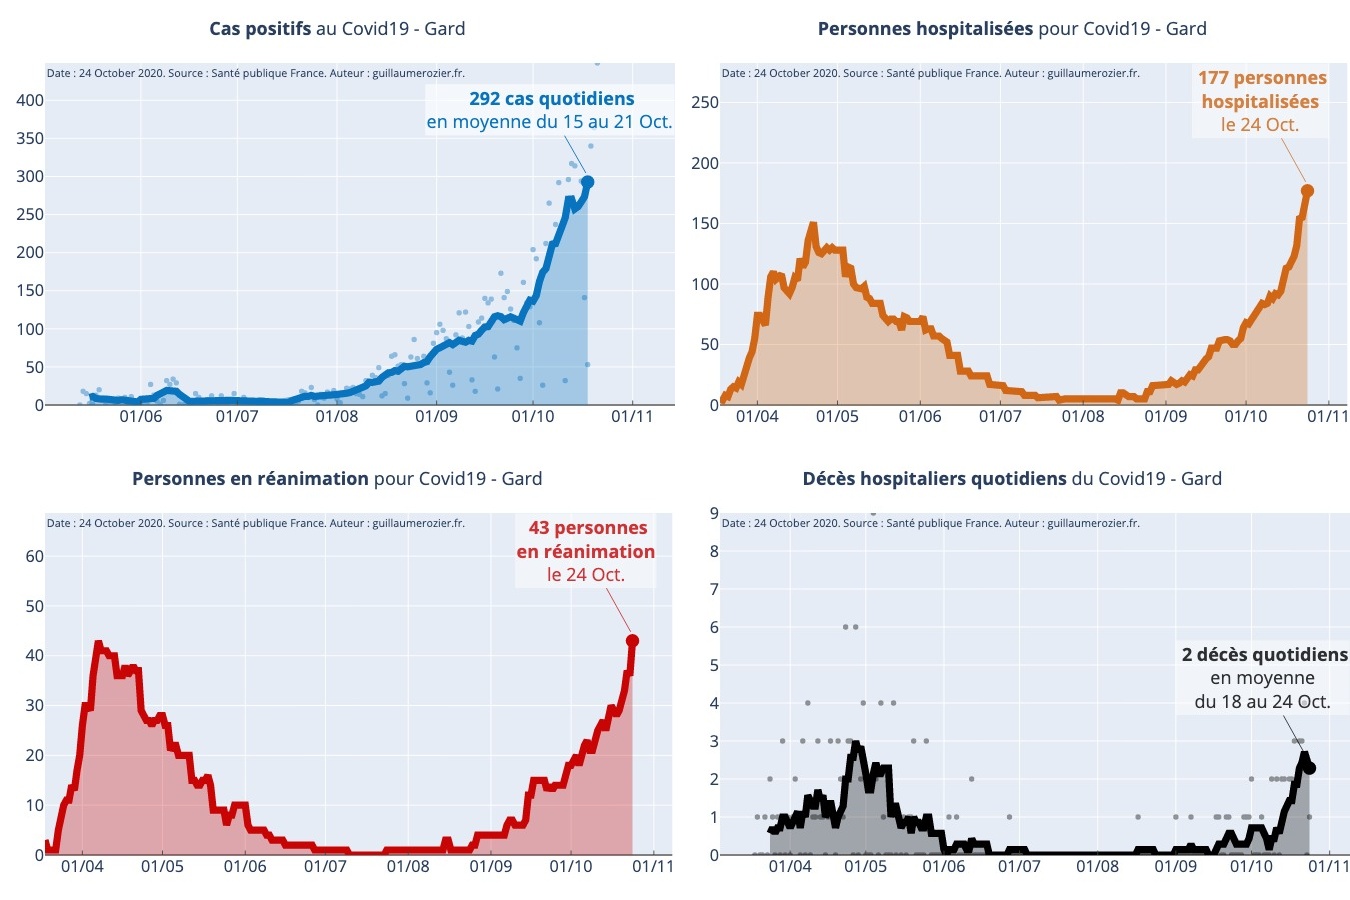 Cas positifs au Covid19 - Gard
Date : 24 October 2020. Source : Santé publique France. Auteur : guillaumerozier.fr.
292 cas quotidiens
en moyenne du 15 au 21 Oct.
400
350
300
250
200
150
100
50
0
01/06 01/07 01/08 01/09 01/10 01/11
Personnes hospitalisées pour Covid19 - Gard
Date : 24 October 2020. Source : Santé publique France. Auteur : guillaumerozier.fr.
177 personnes
hospitalisées
le 24 Oct.
250
200
150
100
50
0
01/04 01/05 01/06 01/07 01/08 01/09 01/10 01/11
Personnes en réanimation pour Covid19 - Gard
Date : 24 October 2020. Source : Santé publique France. Auteur : guillaumerozier.fr.
43 personnes
en réanimation
le 24 Oct.
60
50
40
30
20
10
0
01/04 01/05 01/06 01/07 01/08 01/09 01/10 01/11
Décès hospitaliers quotidiens du Covid19 - Gard
Date : 24 October 2020. Source : Santé publique France. Auteur : guillaumerozier.fr.
2 décès quotidiens
en moyenne
du 18 au 24 Oct.
9
8
7
6
5
4
3
2
1
0
01/04 01/05 01/06 01/07 01/08 01/09 01/10 01/11